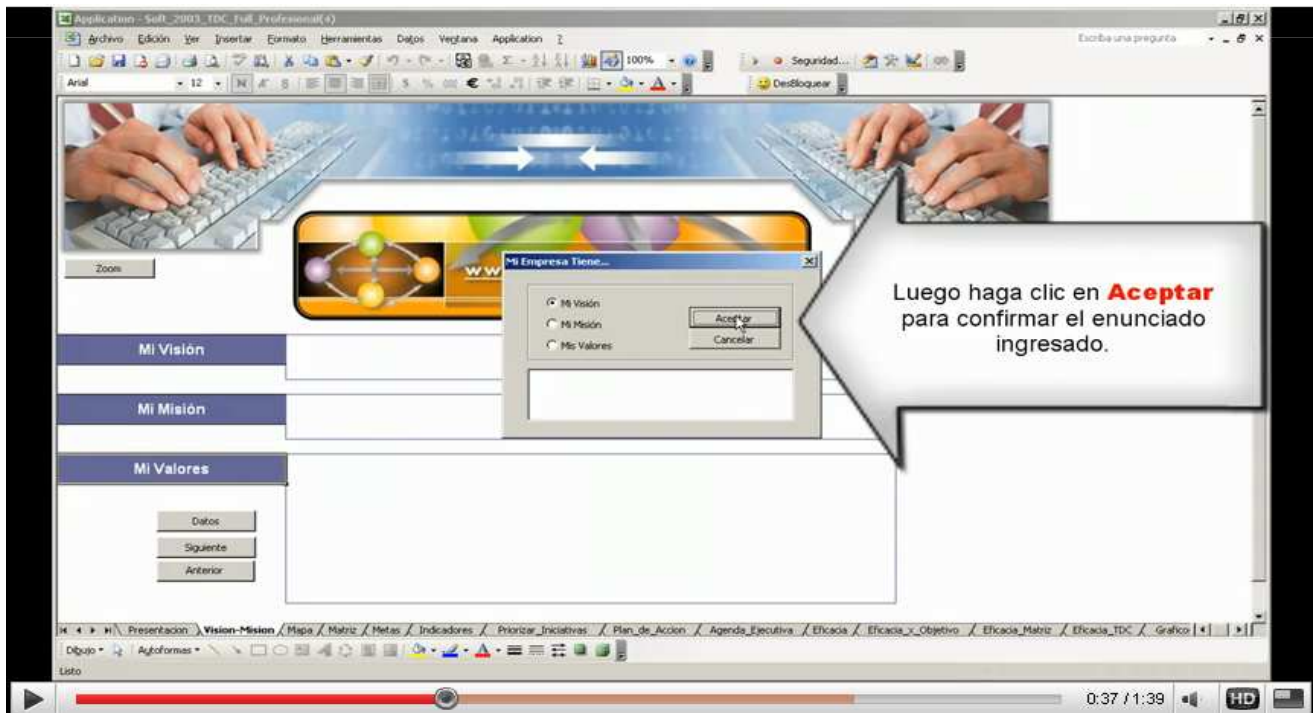 Application - Soft_2003_TDC_Full_Profesional(4)
Archivo Edición Ver Insertar Formato Herramientas Datos Ventana Application ?
Escriba una pregunta
100%
Seguridad...
Arial
12
N K S
€
DesBloquear
Zoom
ww
Mi Empresa Tiene...
Mi Visión
Mi Misión
Mis Valores
Aceptar
Cancelar
Luego haga clic en Aceptar
para confirmar el enunciado
ingresado.
Mi Visión
Mi Misión
Mi Valores
Datos
Siguiente
Anterior
Presentacion Vision-Mision Mapa Matriz Metas Indicadores Priorizar_Iniciativas Plan_de_Accion Agenda_Ejecutiva Eficacia Eficacia_x_Objetivo Eficacia_Matriz Eficacia_TDC Grafico
Dibujo Autoformas
Listo
0:37 / 1:39
HD